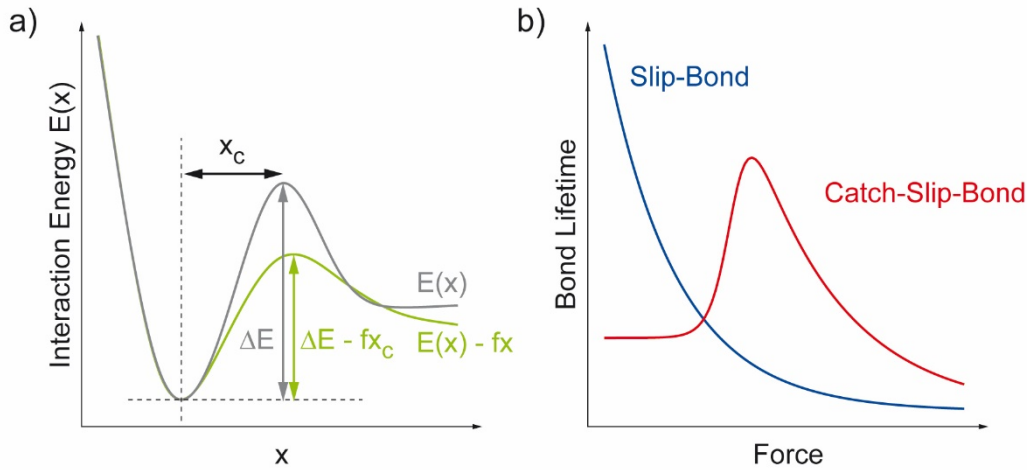 a)
Interaction Energy E(x)
x
x_c
ΔE
ΔE - fx_c
E(x)
E(x) - fx
b)
Bond Lifetime
Force
Slip-Bond
Catch-Slip-Bond